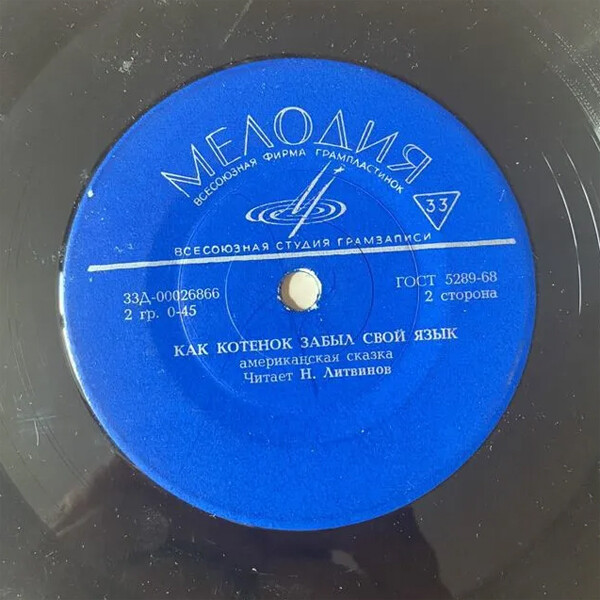 МЕЛОДИЯ
ВСЕСОЮЗНАЯ ФИРМА ГРАМПЛАСТИНОК
33
ВСЕСОЮЗНАЯ СТУДИЯ ГРАМЗАПИСИ
33Д-00026866
ГОСТ 5289-68
2 гр. 0-45
2 сторона
КАК КОТЕНОК ЗАБЫЛ СВОЙ ЯЗЫК
американская сказка
Читает Н. Литвинов